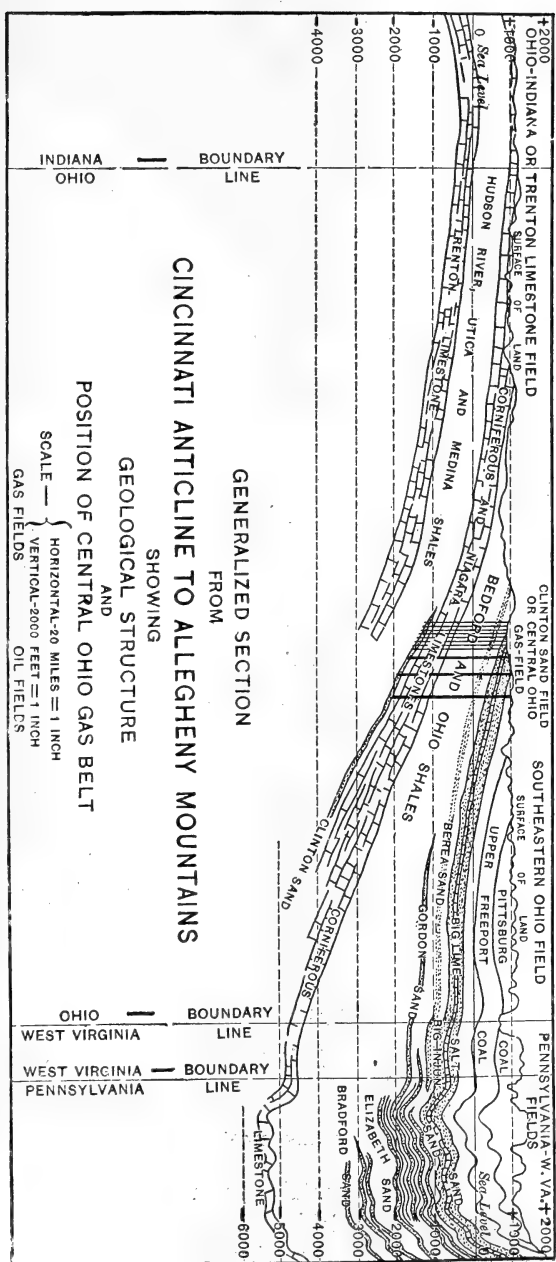 +2000
+1000
0 Sea Level
-1000
-2000
-3000
-4000
OHIO-INDIANA OR TRENTON LIMESTONE FIELD
SURFACE OF LAND
CLINTON SAND FIELD
OR CENTRAL OHIO
GAS-FIELD
SOUTHEASTERN OHIO FIELD
SURFACE OF LAND
PENNSYLVANIA-W. VA.
FIELDS
+2000
+1000
Sea Level 0
1000
2000
3000
4000
5000
6000
HUDSON RIVER, UTICA AND MEDINA SHALES
TRENTON LIMESTONE
CORNIFEROUS AND NIAGARA LIMESTONES
BEDFORD AND OHIO SHALES
CLINTON SAND
CORNIFEROUS
LIMESTONE
PITTSBURG COAL
UPPER FREEPORT COAL
BIG LIME
SALT SAND
BEREA SAND
BIG INJUN SAND
GORDON SAND
ELIZABETH SAND
BRADFORD SAND
INDIANA BOUNDARY
OHIO LINE
OHIO BOUNDARY
WEST VIRGINIA LINE
WEST VIRGINIA BOUNDARY
PENNSYLVANIA LINE
GENERALIZED SECTION
FROM
CINCINNATI ANTICLINE TO ALLEGHENY MOUNTAINS
SHOWING
GEOLOGICAL STRUCTURE
AND
POSITION OF CENTRAL OHIO GAS BELT
SCALE — HORIZONTAL-20 MILES = 1 INCH
VERTICAL-2000 FEET = 1 INCH
GAS FIELDS OIL FIELDS